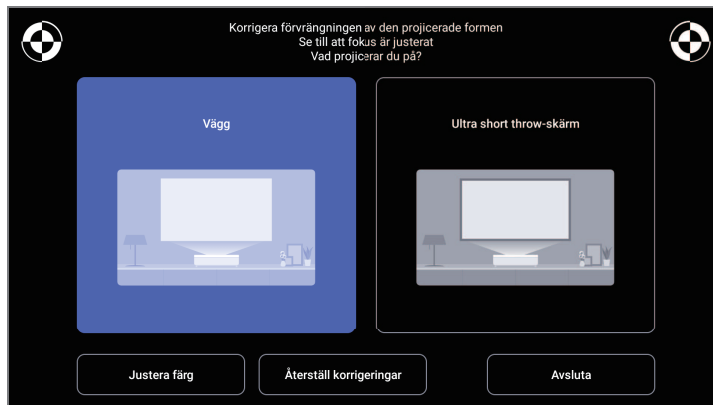 Korrigera förvrängningen av den projicerade formen
Se till att fokus är justerat
Vad projicerar du på?
Vägg
Ultra short throw-skärm
Justera färg
Återställ korrigeringar
Avsluta